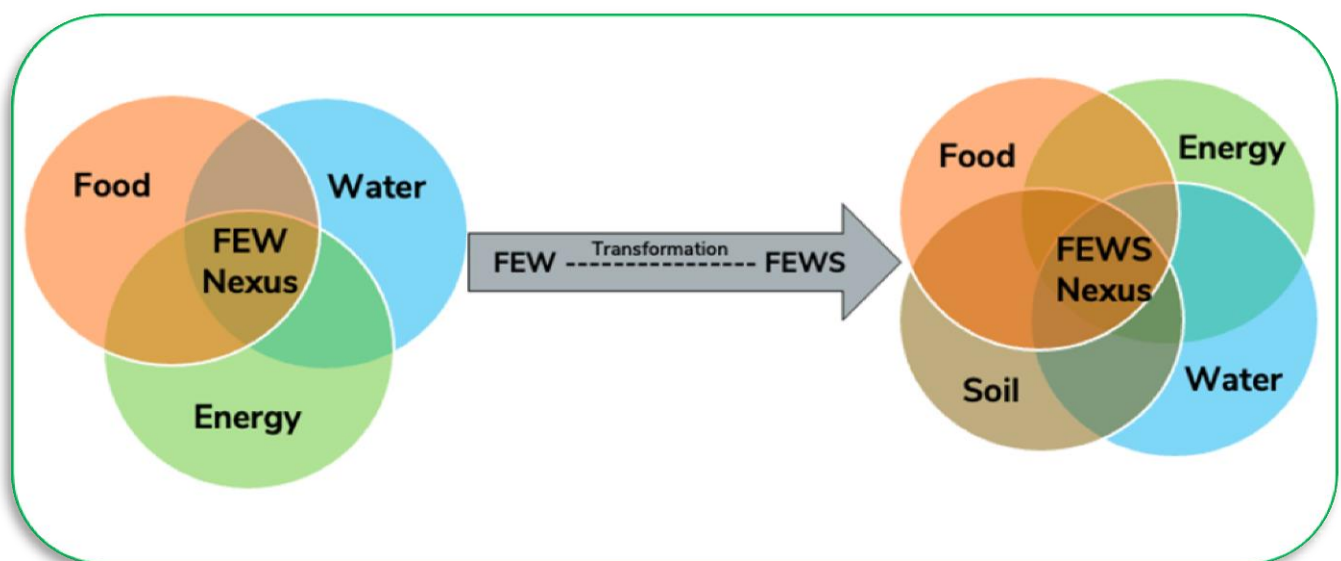 Food
Water
FEW
Nexus
Energy
Transformation
FEW --------------- FEWS
Food
Energy
FEWS
Nexus
Soil
Water